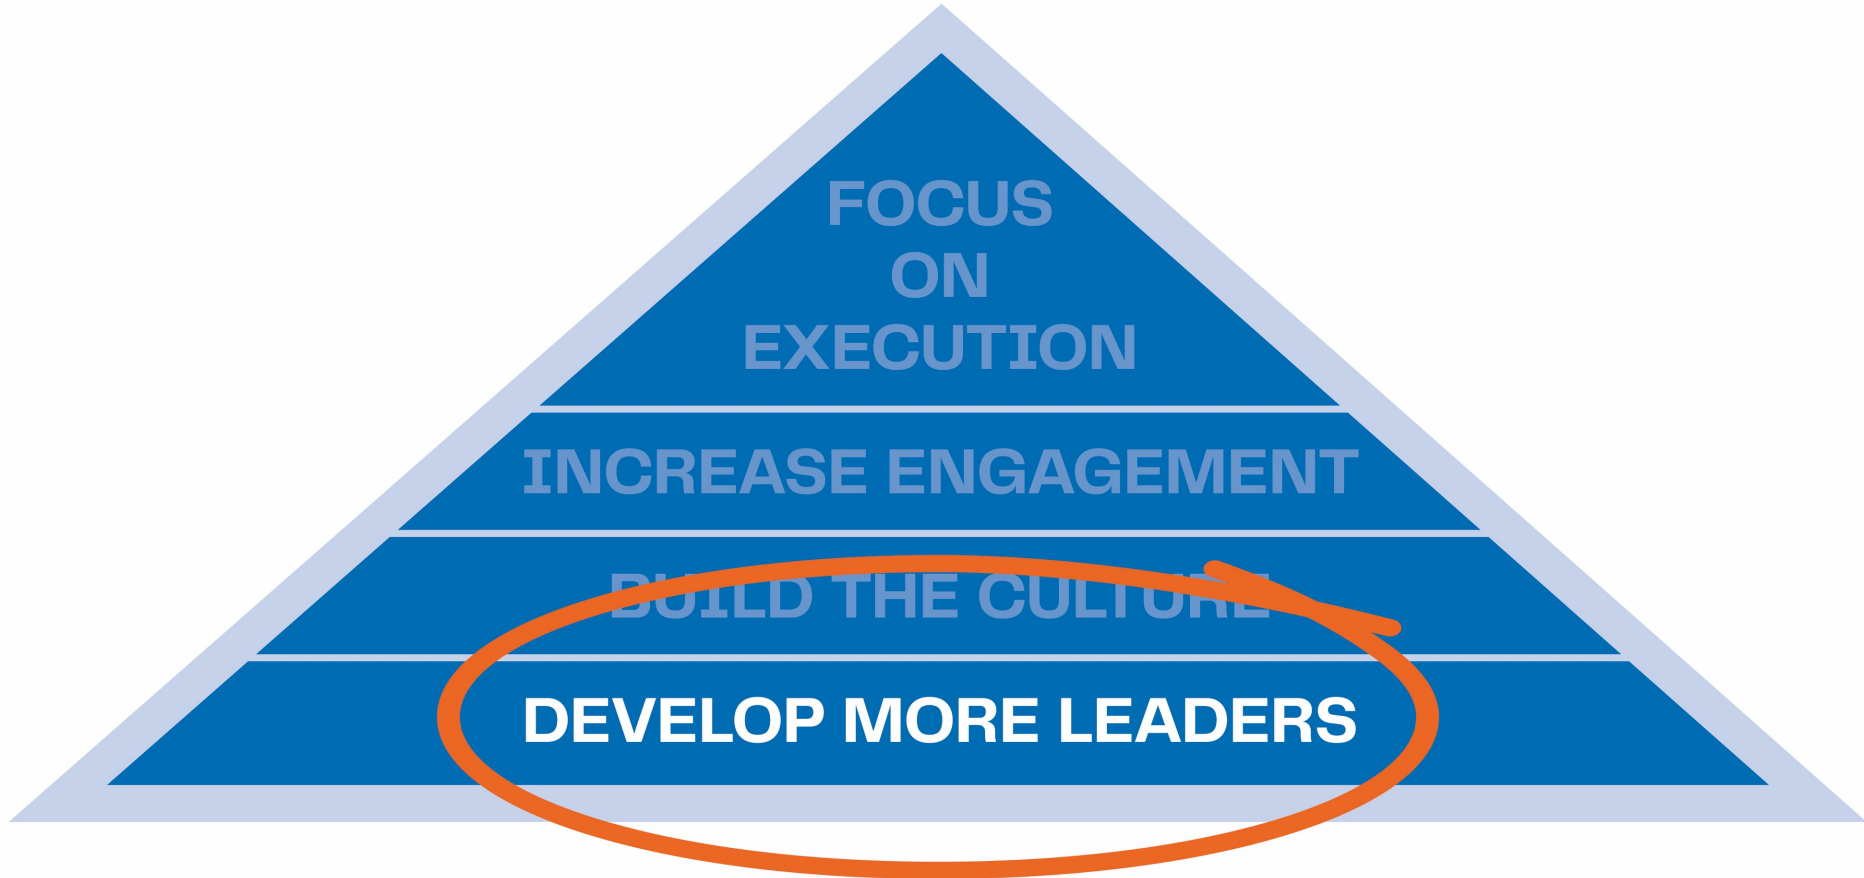 FOCUS
ON
EXECUTION
INCREASE ENGAGEMENT
BUILD THE CULTURE
DEVELOP MORE LEADERS